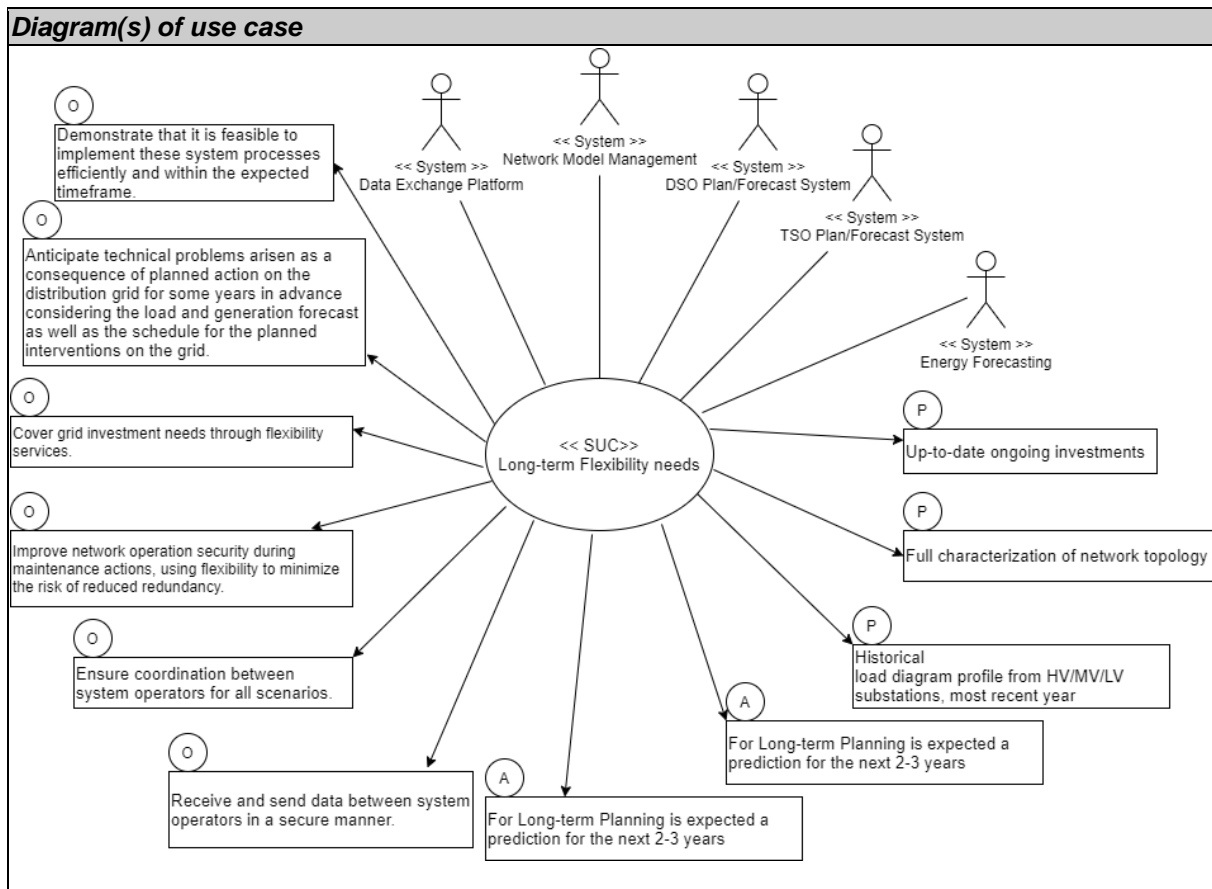 Diagram(s) of use case
O
Demonstrate that it is feasible to
implement these system processes
efficiently and within the expected
timeframe.
<< System >>
Data Exchange Platform
<< System >>
Network Model Management
<< System >>
DSO Plan/Forecast System
<< System >>
TSO Plan/Forecast System
<< System >>
Energy Forecasting
O
Anticipate technical problems arisen as a
consequence of planned action on the
distribution grid for some years in advance
considering the load and generation forecast
as well as the schedule for the planned
interventions on the grid.
O
Cover grid investment needs through flexibility
services.
<< SUC>>
Long-term Flexibility needs
P
Up-to-date ongoing investments
O
Improve network operation security during
maintenance actions, using flexibility to minimize
the risk of reduced redundancy.
P
Full characterization of network topology
O
Ensure coordination between
system operators for all scenarios.
P
Historical
load diagram profile from HV/MV/LV
substations, most recent year
A
For Long-term Planning is expected a
prediction for the next 2-3 years
O
Receive and send data between system
operators in a secure manner.
A
For Long-term Planning is expected a
prediction for the next 2-3 years